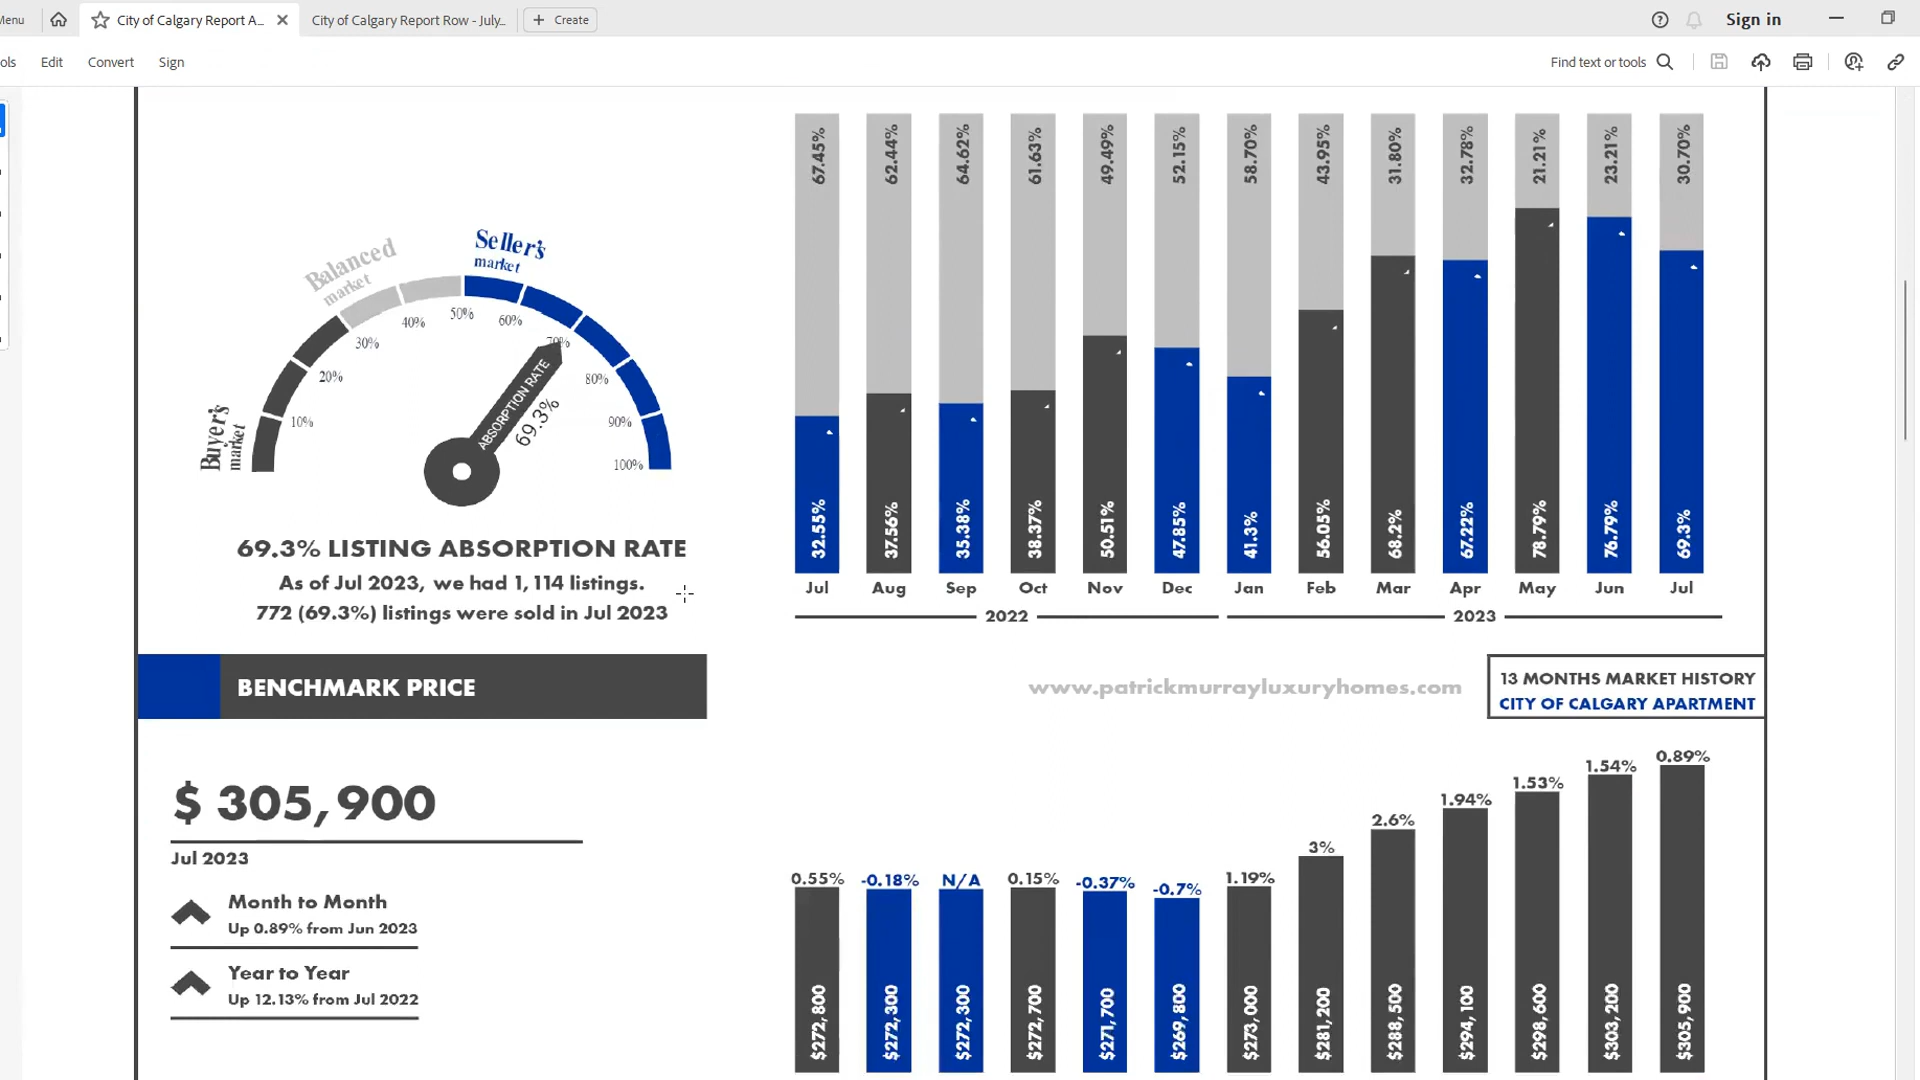 Menu
City of Calgary Report A...
City of Calgary Report Row - July...
Create
Sign in
Edit
Convert
Sign
Find text or tools
67.45%
62.44%
64.62%
61.63%
49.49%
52.15%
58.70%
43.95%
31.80%
32.78%
21.21%
23.21%
30.70%
Buyer's
market
Balanced
market
Seller's
market
10%
20%
30%
40%
50%
60%
70%
80%
90%
100%
ABSORPTION RATE
69.3%
32.55%
37.56%
35.38%
38.37%
50.51%
47.85%
41.3%
56.05%
68.2%
67.22%
78.79%
76.79%
69.3%
69.3% LISTING ABSORPTION RATE
As of Jul 2023, we had 1,114 listings.
772 (69.3%) listings were sold in Jul 2023
Jul Aug Sep Oct Nov Dec Jan Feb Mar Apr May Jun Jul
2022 2023
BENCHMARK PRICE
www.patrickmurrayluxuryhomes.com
13 MONTHS MARKET HISTORY
CITY OF CALGARY APARTMENT
$ 305,900
Jul 2023
Month to Month
Up 0.89% from Jun 2023
Year to Year
Up 12.13% from Jul 2022
0.55%
-0.18%
N/A
0.15%
-0.37%
-0.7%
1.19%
3%
2.6%
1.94%
1.53%
1.54%
0.89%
$272,800
$272,300
$272,300
$272,700
$271,700
$269,800
$273,000
$281,200
$288,500
$294,100
$298,600
$303,200
$305,900